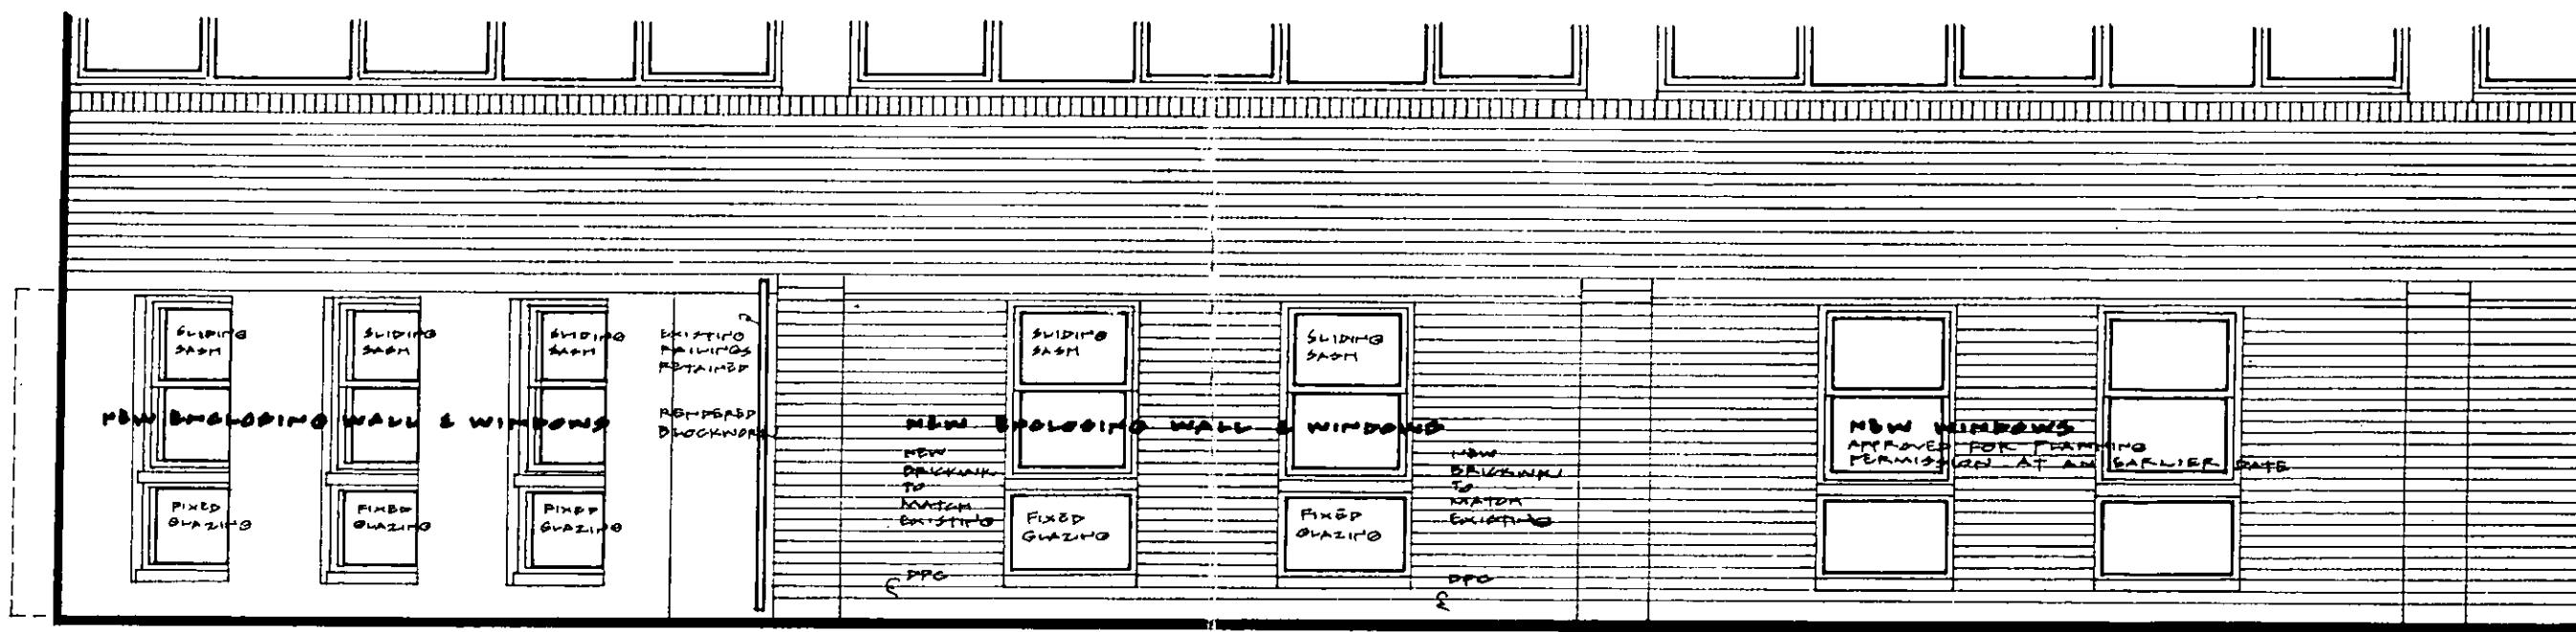 SLIDING
SASH
SLIDING
SASH
SLIDING
SASH
EXISTING
RAILINGS
RETAINED
RENDERED
BLOCKWORK
NEW ENCLOSING WALL & WINDOWS
FIXED
GLAZING
FIXED
GLAZING
FIXED
GLAZING
SLIDING
SASH
SLIDING
SASH
NEW ENCLOSING WALL & WINDOWS
NEW
BRICKWK
TO
MATCH
EXISTING
DPC
FIXED
GLAZING
FIXED
GLAZING
NEW
BRICKWK
TO
MATCH
EXISTING
DPC
NEW WINDOWS
APPROVED FOR PLANNING
PERMISSION AT AN EARLIER DATE